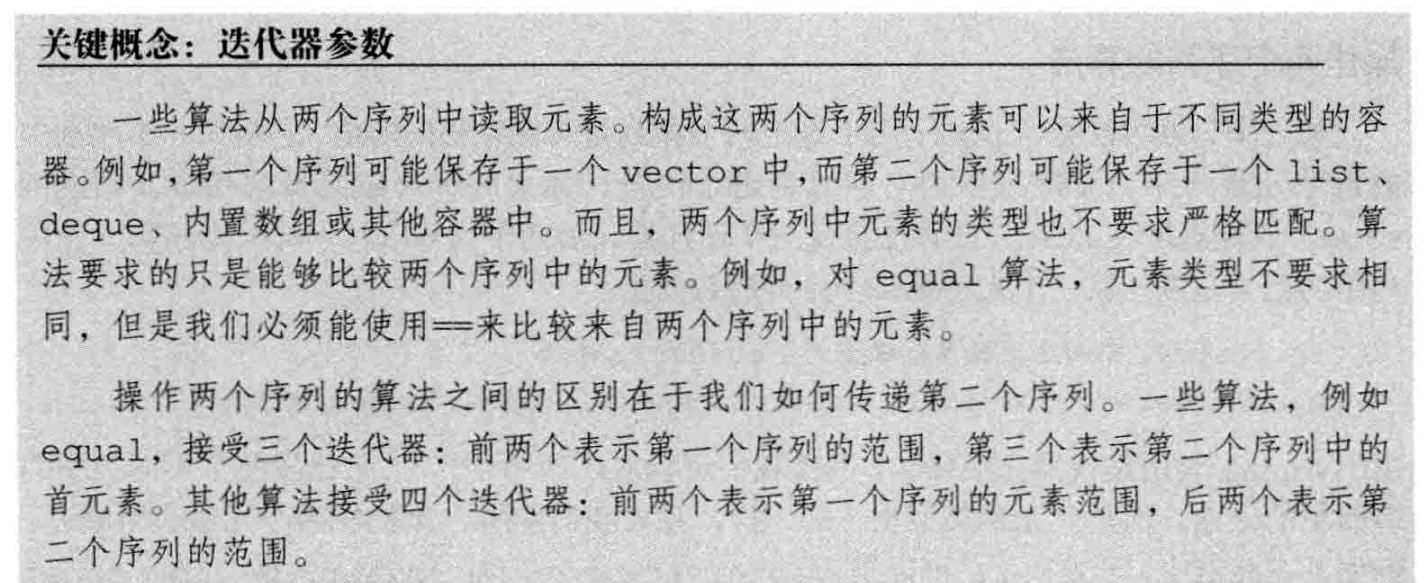 关键概念：迭代器参数
一些算法从两个序列中读取元素。构成这两个序列的元素可以来自于不同类型的容
器。例如，第一个序列可能保存于一个 vector 中，而第二个序列可能保存于一个 list、
deque、内置数组或其他容器中。而且，两个序列中元素的类型也不要求严格匹配。算
法要求的只是能够比较两个序列中的元素。例如，对 equal 算法，元素类型不要求相
同，但是我们必须能使用==来比较来自两个序列中的元素。
操作两个序列的算法之间的区别在于我们如何传递第二个序列。一些算法，例如
equal，接受三个迭代器：前两个表示第一个序列的范围，第三个表示第二个序列中的
首元素。其他算法接受四个迭代器：前两个表示第一个序列的元素范围，后两个表示第
二个序列的范围。